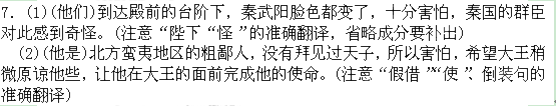 7．(1)(他们)到达殿前的台阶下，秦武阳脸色都变了，十分害怕，秦国的群臣
对此感到奇怪。(注意“陛下“怪”的准确翻译，省略成分要补出)
(2)(他是)北方蛮夷地区的粗鄙人，没有拜见过天子，所以害怕，希望大王稍
微原谅他些，让他在大王的面前完成他的使命。(注意“假借”“使”、倒装句的
准确翻译)